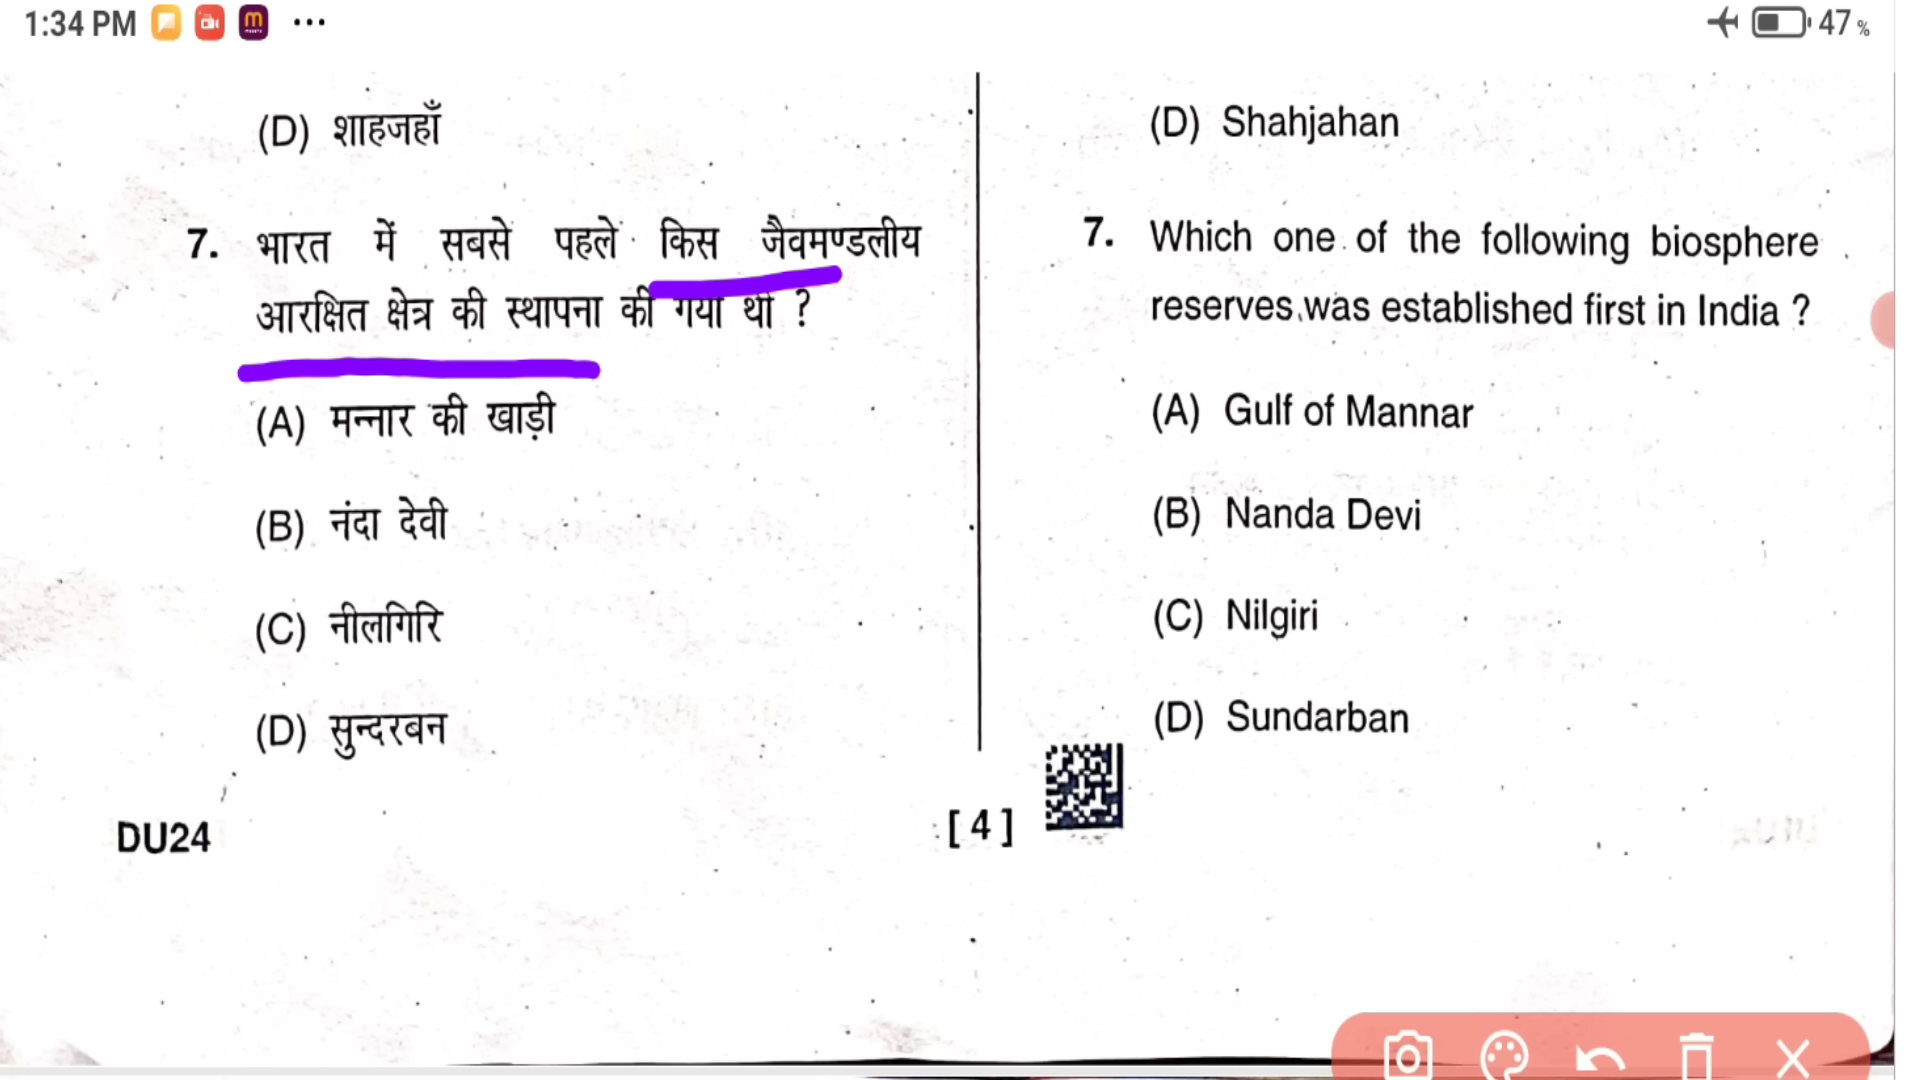 1:34 PM ... 47 %
(D) शाहजहाँ
7. भारत में सबसे पहले किस जैवमण्डलीय
आरक्षित क्षेत्र की स्थापना की गयी थी ?
(A) मन्नार की खाड़ी
(B) नंदा देवी
(C) नीलगिरि
(D) सुन्दरबन
(D) Shahjahan
7. Which one of the following biosphere
reserves was established first in India ?
(A) Gulf of Mannar
(B) Nanda Devi
(C) Nilgiri
(D) Sundarban
DU24
[ 4 ]